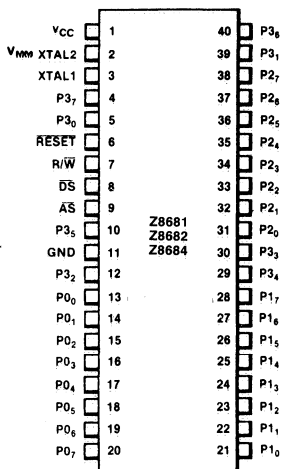 VCC 1 40 P3₆
VMM XTAL2 2 39 P3₁
XTAL1 3 38 P2₇
P3₇ 4 37 P2₆
P3₀ 5 36 P2₅
R̅E̅S̅E̅T̅ 6 35 P2₄
R/W̅ 7 34 P2₃
D̅S̅ 8 33 P2₂
A̅S̅ 9 32 P2₁
P3₅ 10 Z8681 31 P2₀
GND 11 Z8682 30 P3₃
P3₂ 12 Z8684 29 P3₄
P0₀ 13 28 P1₇
P0₁ 14 27 P1₆
P0₂ 15 26 P1₅
P0₃ 16 25 P1₄
P0₄ 17 24 P1₃
P0₅ 18 23 P1₂
P0₆ 19 22 P1₁
P0₇ 20 21 P1₀